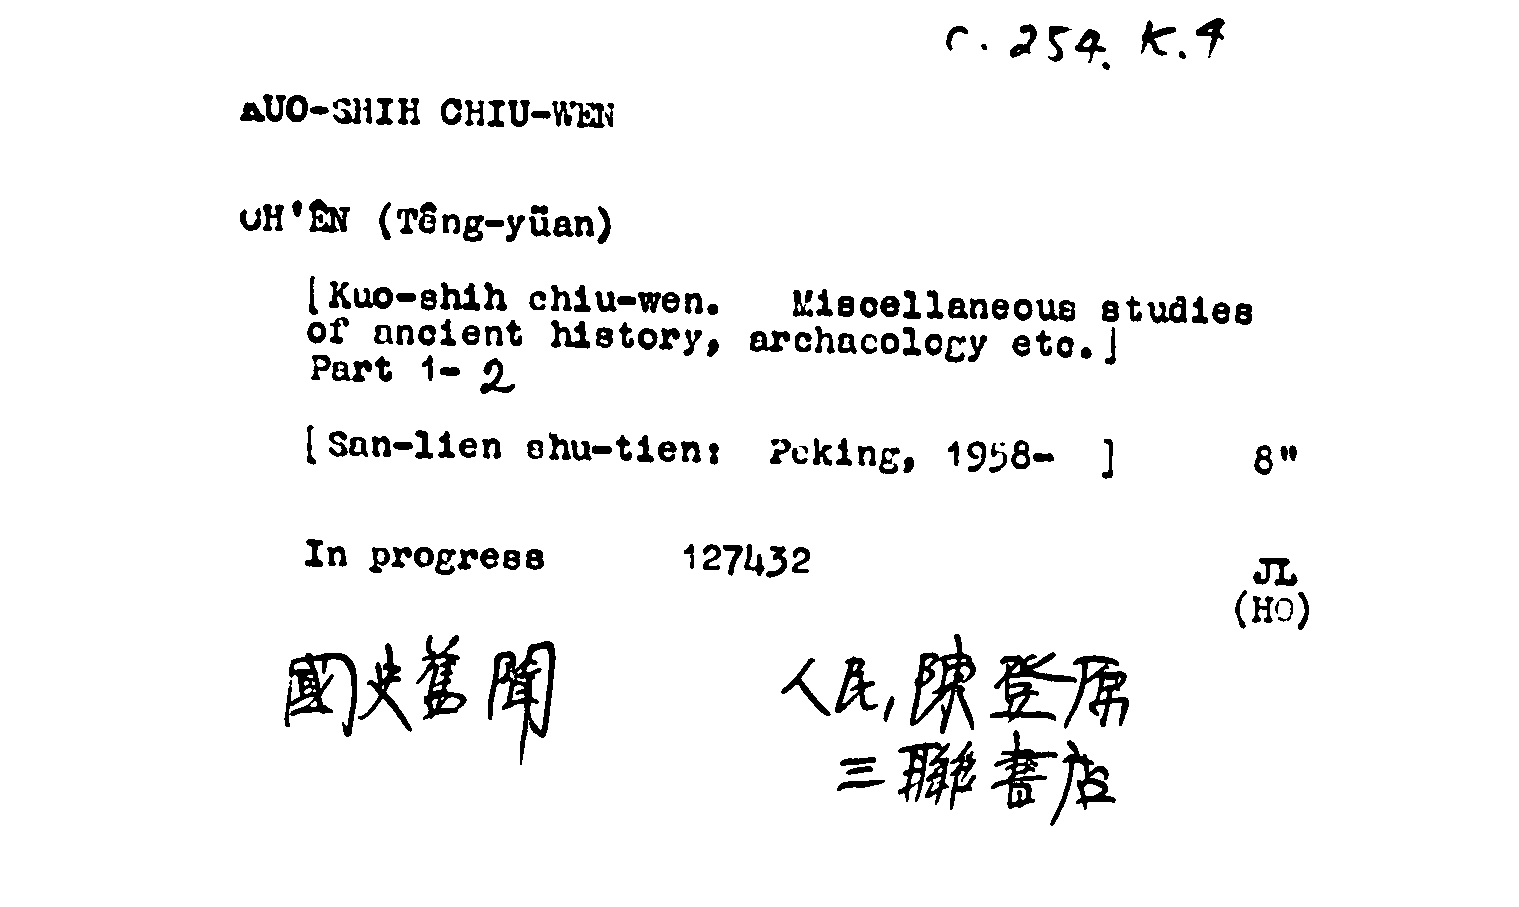 c. 254. K. 4
KUO-SHIH CHIU-WEN
CH'ÊN (Têng-yüan)
[Kuo-shih chiu-wen. Miscellaneous studies
of ancient history, archaeology etc.]
Part 1- 2
[San-lien shu-tien: Peking, 1958- ] 8"
In progress 127432
JL
(HO)
國史舊聞 人民, 陳登原
三聯書店